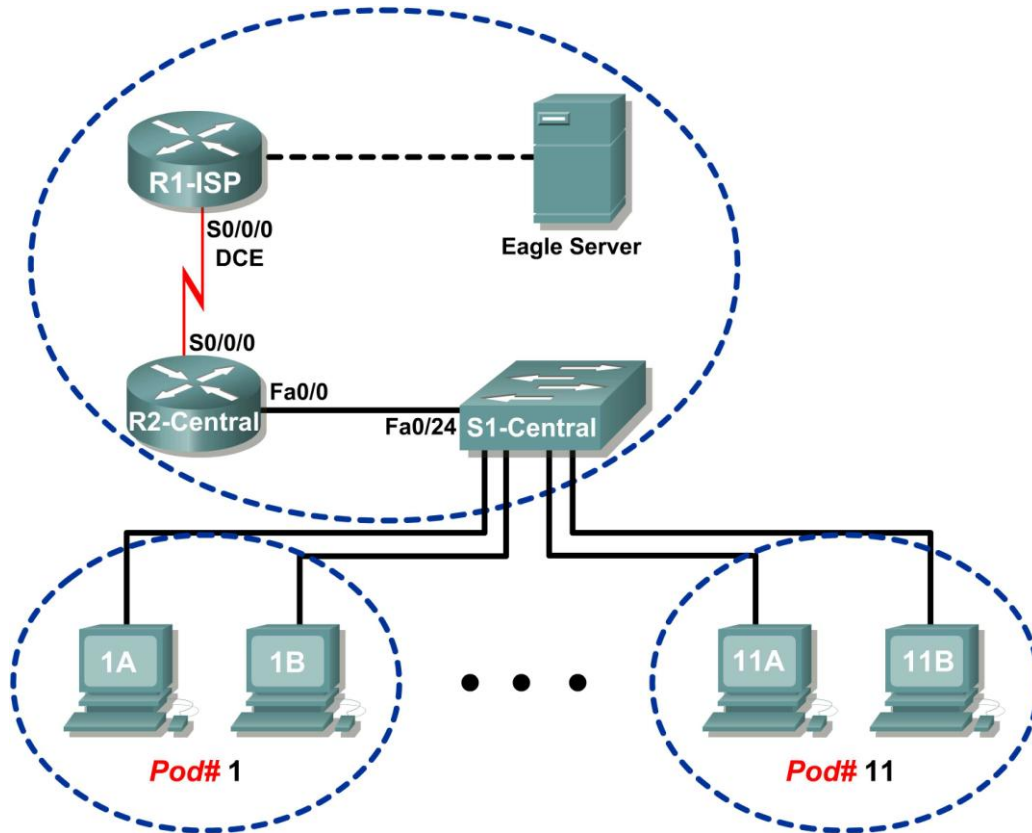 R1-ISP
S0/0/0
DCE
Eagle Server
S0/0/0
R2-Central
Fa0/0
Fa0/24
S1-Central
1A
1B
11A
11B
Pod# 1
Pod# 11